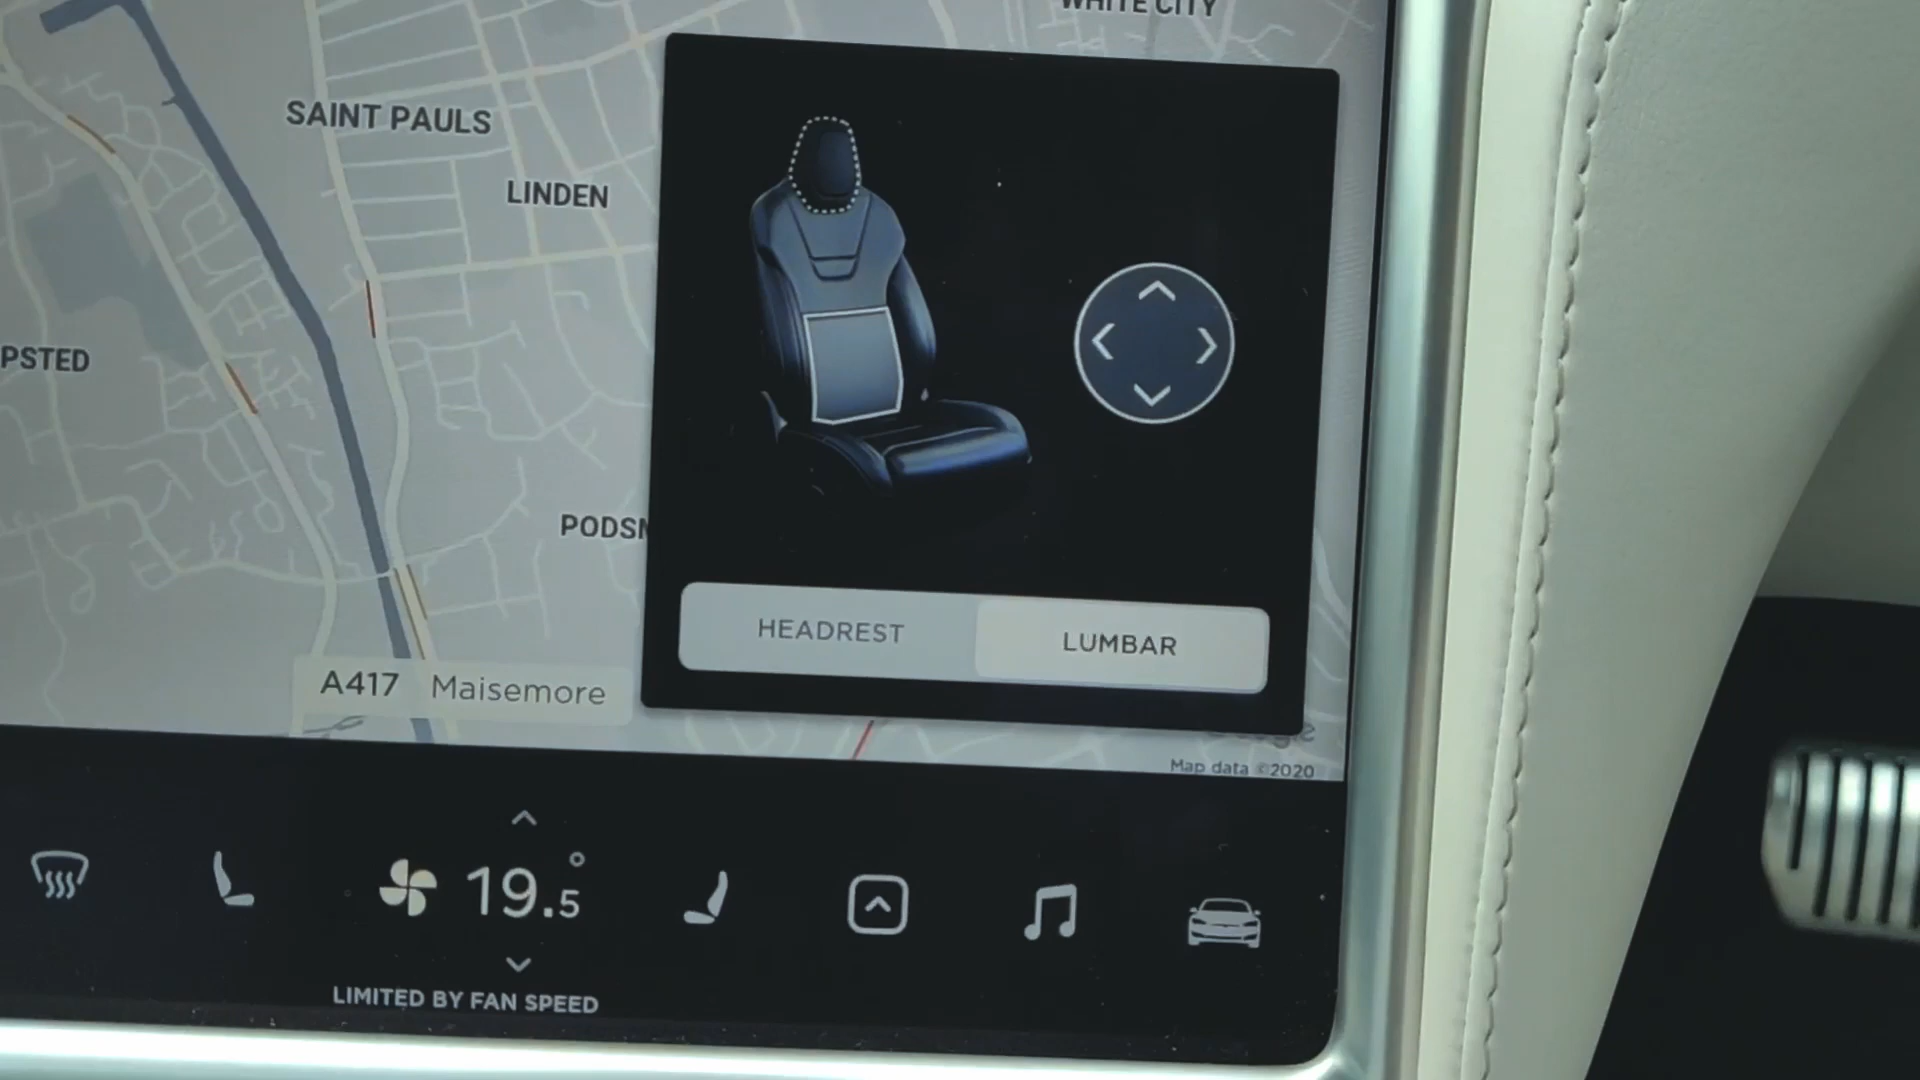 WHITE CITY
SAINT PAULS
LINDEN
PSTED
PODSM
HEADREST
LUMBAR
A417 Maisemore
Google
Map data ©2020
19.5°
LIMITED BY FAN SPEED